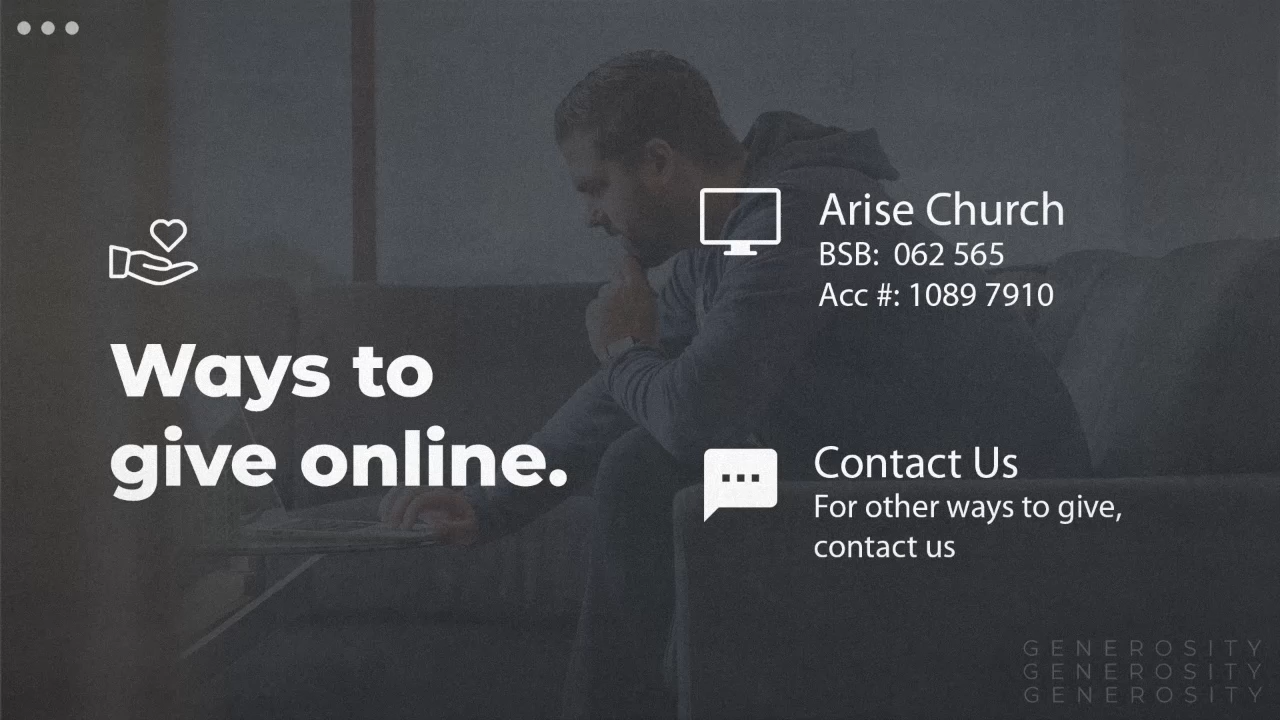 Ways to
give online.
Arise Church
BSB:  062 565
Acc #: 1089 7910
Contact Us
For other ways to give,
contact us
GENEROSITY
GENEROSITY
GENEROSITY